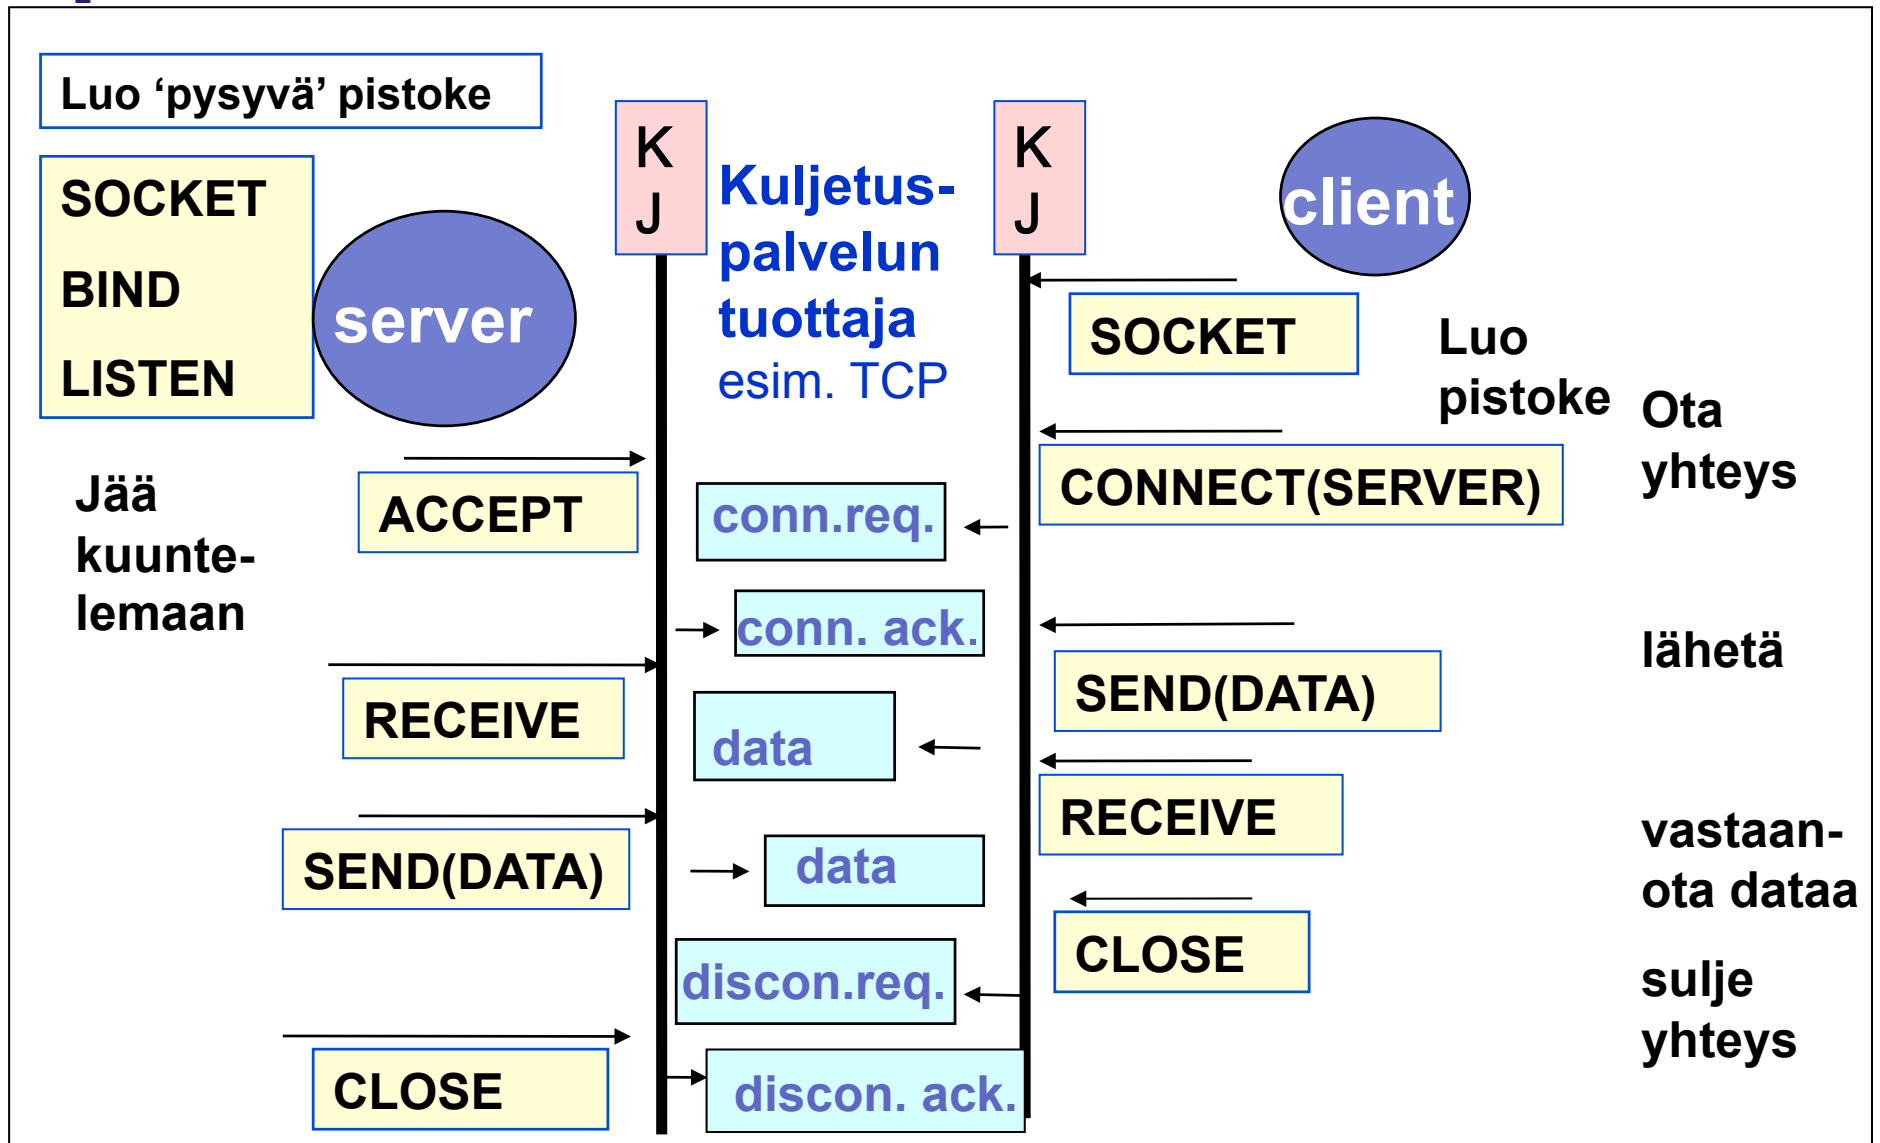 Luo ‘pysyvä’ pistoke
SOCKET
BIND
LISTEN
server
K
J
Kuljetus-
palvelun
tuottaja
esim. TCP
K
J
client
SOCKET
Luo
pistoke
Ota
yhteys
CONNECT(SERVER)
Jää
kuunte-
lemaan
ACCEPT
conn.req.
conn. ack.
lähetä
SEND(DATA)
RECEIVE
data
RECEIVE
vastaan-
ota dataa
SEND(DATA)
data
CLOSE
discon.req.
sulje
yhteys
CLOSE
discon. ack.